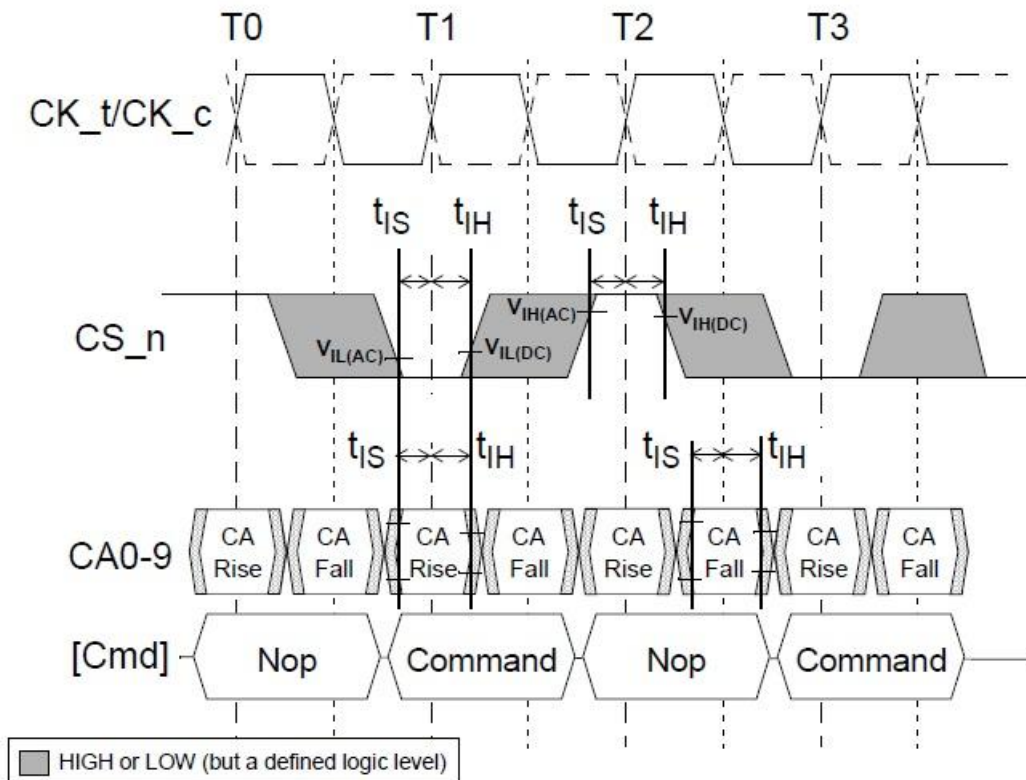 T0 T1 T2 T3
CK_t/CK_c
tIS tIH tIS tIH
CS_n
VIL(AC) VIL(DC) VIH(AC) VIH(DC)
tIS tIH tIS tIH
CA0-9
CA Rise CA Fall CA Rise CA Fall CA Rise CA Fall CA Rise CA Fall
[Cmd] Nop Command Nop Command
HIGH or LOW (but a defined logic level)